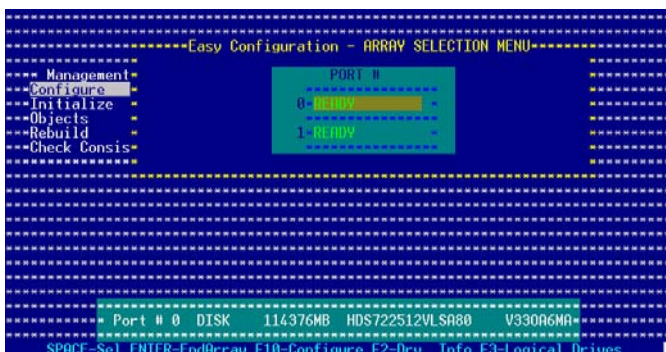 Easy Configuration - ARRAY SELECTION MENU
Management
PORT #
Configure
0 READY
Initialize
Objects
1 READY
Rebuild
Check Consis
Port # 0 DISK 114376MB HDS722512VLSA80 V33OA6MA
SPACE-Sel ENTER-EndArray F10-Configure F2-Drv Info F3-Logical Drives